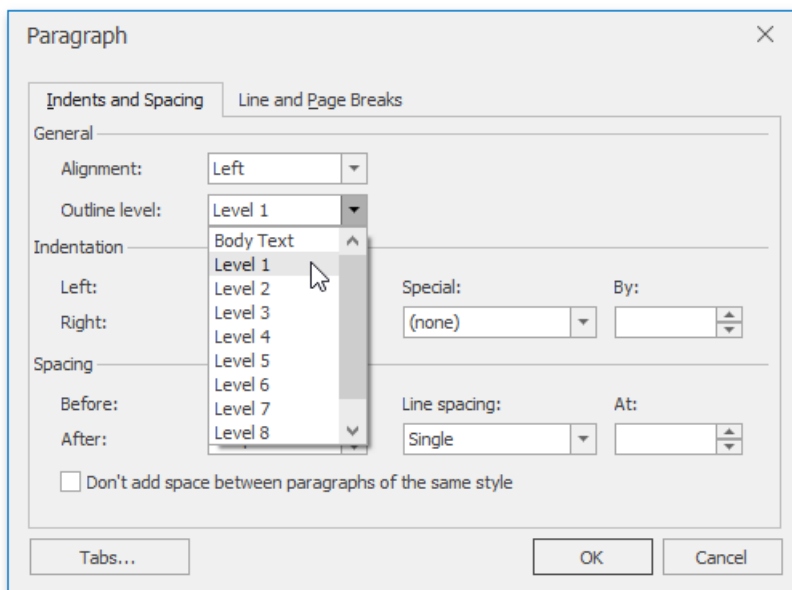 Paragraph
Indents and Spacing Line and Page Breaks
General
Alignment: Left
Outline level: Level 1
Body Text
Indentation
Level 1
Left: Level 2 Special: By:
Level 3
Right: (none)
Level 4
Spacing Level 5
Level 6
Before: Level 7 Line spacing: At:
Level 8
After: Single
Don't add space between paragraphs of the same style
Tabs... OK Cancel